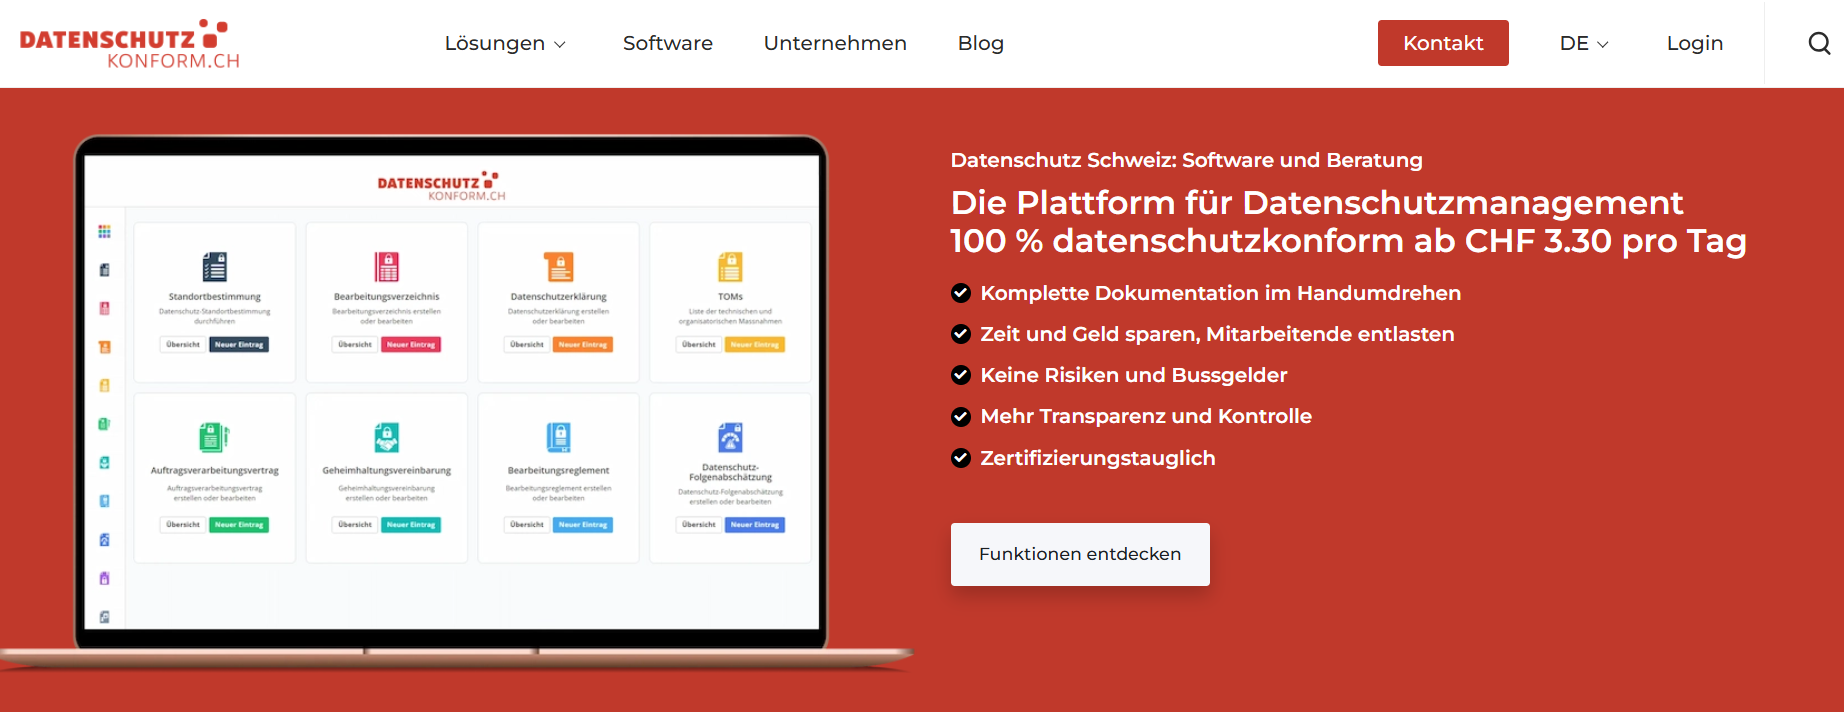 DATENSCHUTZ
KONFORM.CH
Lösungen
Software
Unternehmen
Blog
Kontakt
DE
Login
DATENSCHUTZ
KONFORM.CH
Standortbestimmung
Datenschutz-Standortbestimmung
durchführen
Übersicht
Neuer Eintrag
Bearbeitungsverzeichnis
Bearbeitungsverzeichnis erstellen
oder bearbeiten
Übersicht
Neuer Eintrag
Datenschutzerklärung
Datenschutzerklärung erstellen
oder bearbeiten
Übersicht
Neuer Eintrag
TOMs
Liste der technischen und
organisatorischen Massnahmen
Übersicht
Neuer Eintrag
Auftragsverarbeitungsvertrag
Auftragsverarbeitungsvertrag
erstellen oder bearbeiten
Übersicht
Neuer Eintrag
Geheimhaltungsvereinbarung
Geheimhaltungsvereinbarung
erstellen oder bearbeiten
Übersicht
Neuer Eintrag
Bearbeitungsreglement
Bearbeitungsreglement erstellen
oder bearbeiten
Übersicht
Neuer Eintrag
Datenschutz-
Folgenabschätzung
Datenschutz-Folgenabschätzung
erstellen oder bearbeiten
Übersicht
Neuer Eintrag
Datenschutz Schweiz: Software und Beratung
Die Plattform für Datenschutzmanagement
100 % datenschutzkonform ab CHF 3.30 pro Tag
Komplette Dokumentation im Handumdrehen
Zeit und Geld sparen, Mitarbeitende entlasten
Keine Risiken und Bussgelder
Mehr Transparenz und Kontrolle
Zertifizierungstauglich
Funktionen entdecken